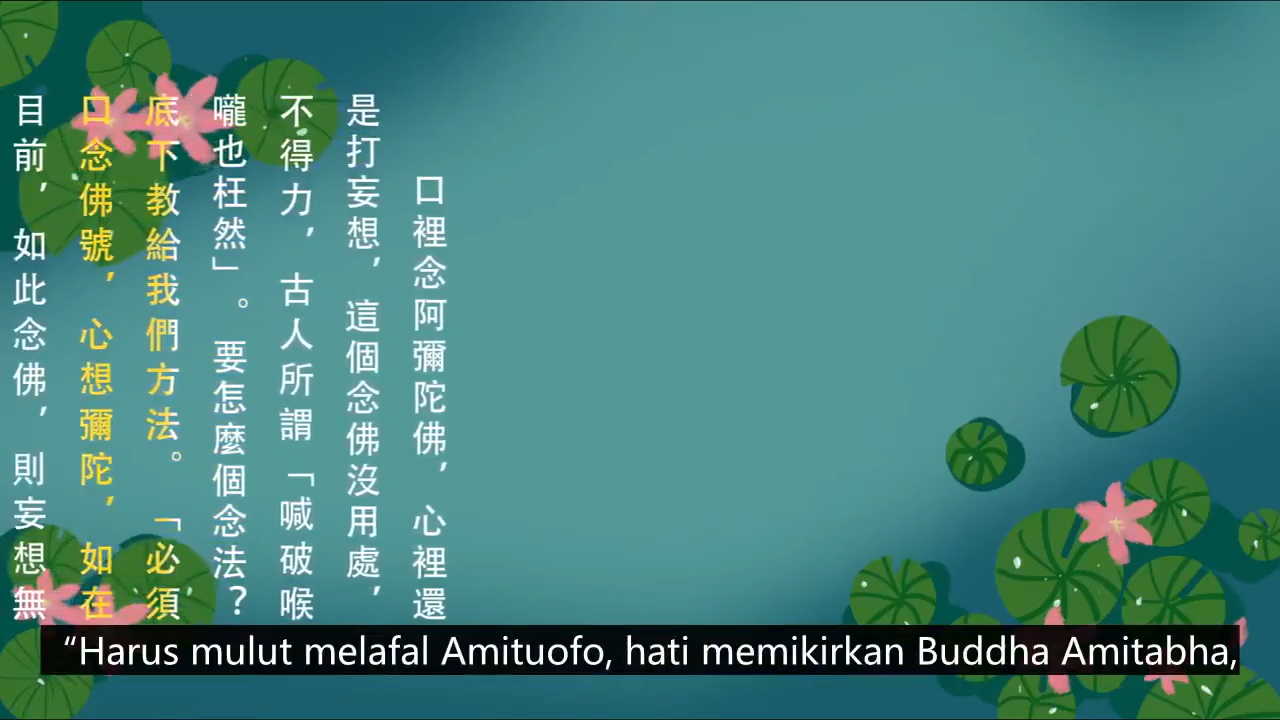 口裡念阿彌陀佛，心裡還
是打妄想，這個念佛沒用處，
不得力，古人所謂「喊破喉
嚨也枉然」。要怎麼個念法？
底下教給我們方法。「必須
口念佛號，心想彌陀，如在
目前，如此念佛，則妄想無
“Harus mulut melafal Amituofo, hati memikirkan Buddha Amitabha,